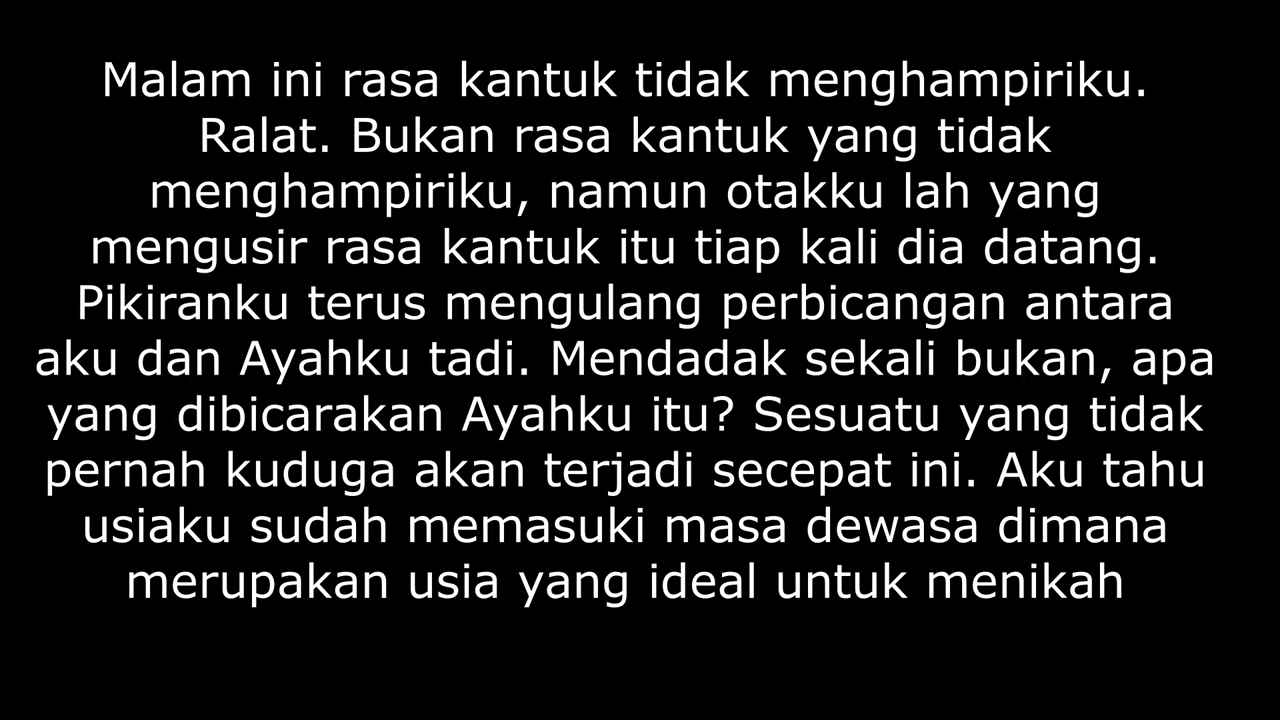 Malam ini rasa kantuk tidak menghampiriku.
Ralat. Bukan rasa kantuk yang tidak
menghampiriku, namun otakku lah yang
mengusir rasa kantuk itu tiap kali dia datang.
Pikiranku terus mengulang perbicangan antara
aku dan Ayahku tadi. Mendadak sekali bukan, apa
yang dibicarakan Ayahku itu? Sesuatu yang tidak
pernah kuduga akan terjadi secepat ini. Aku tahu
usiaku sudah memasuki masa dewasa dimana
merupakan usia yang ideal untuk menikah